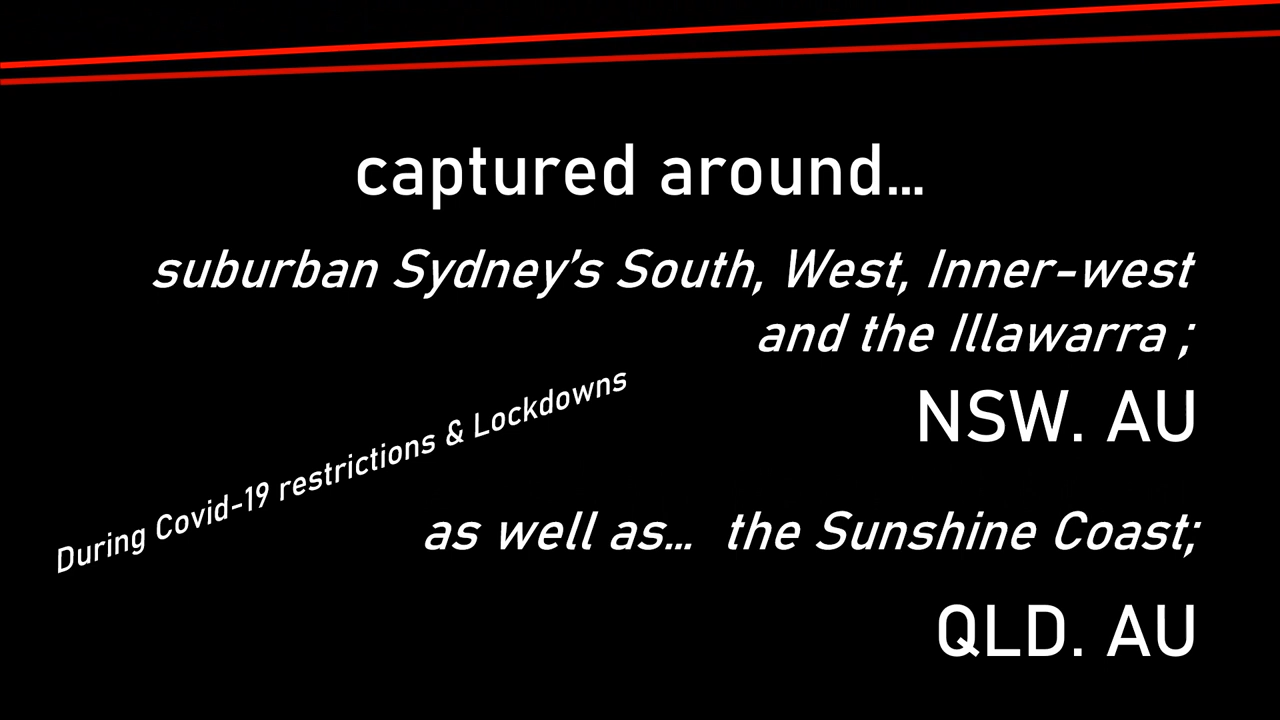 captured around...
suburban Sydney's South, West, Inner-west
and the Illawarra ;
NSW. AU
During Covid-19 restrictions & Lockdowns
as well as... the Sunshine Coast;
QLD. AU